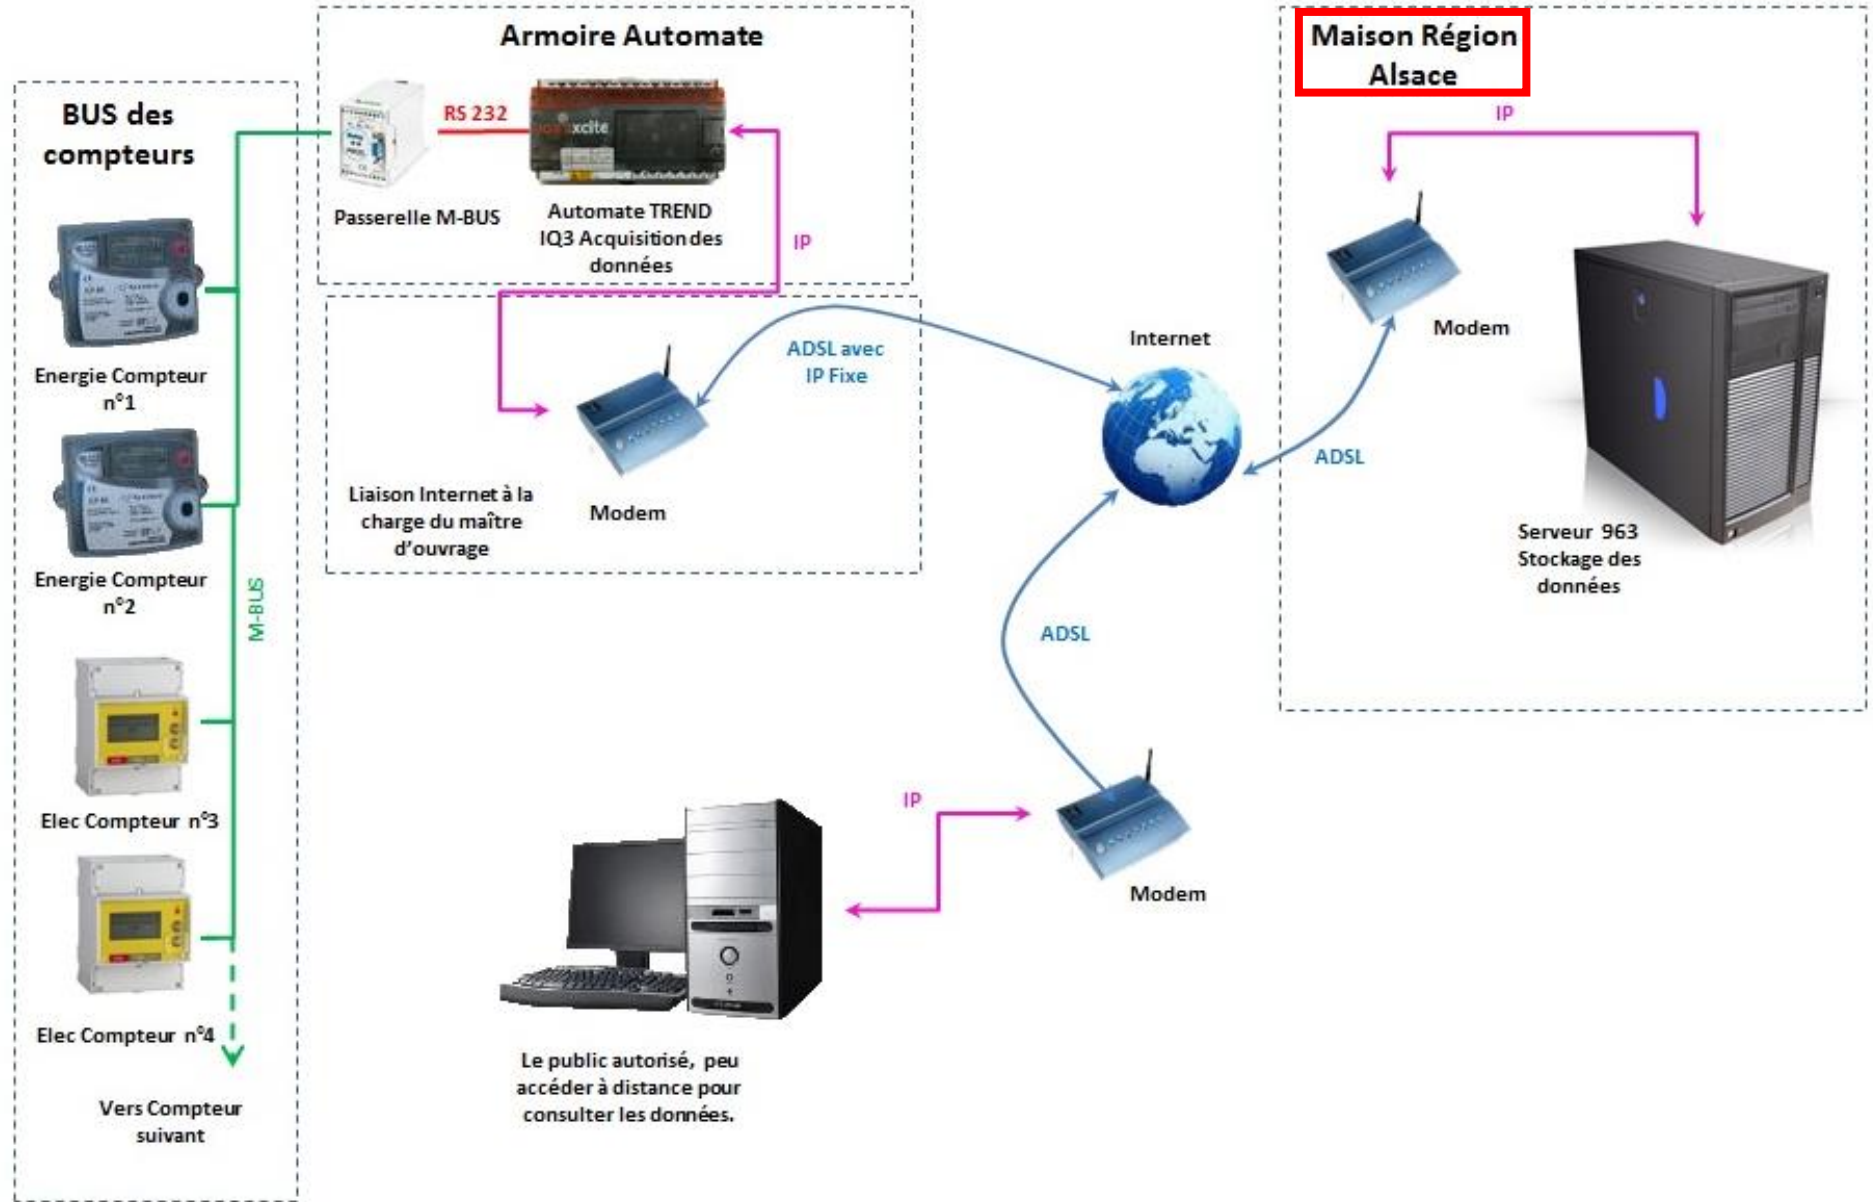 Armoire Automate
Maison Région
Alsace
BUS des
compteurs
RS 232
IP
xcite
Passerelle M-BUS
Automate TREND
IQ3 Acquisition des
données
IP
Modem
Energie Compteur
n°1
ADSL avec
IP Fixe
Internet
ADSL
Liaison Internet à la
charge du maître
d'ouvrage
Modem
Serveur 963
Stockage des
données
Energie Compteur
n°2
M-BUS
ADSL
Elec Compteur n°3
IP
Modem
Elec Compteur n°4
Le public autorisé, peu
accéder à distance pour
consulter les données.
Vers Compteur
suivant